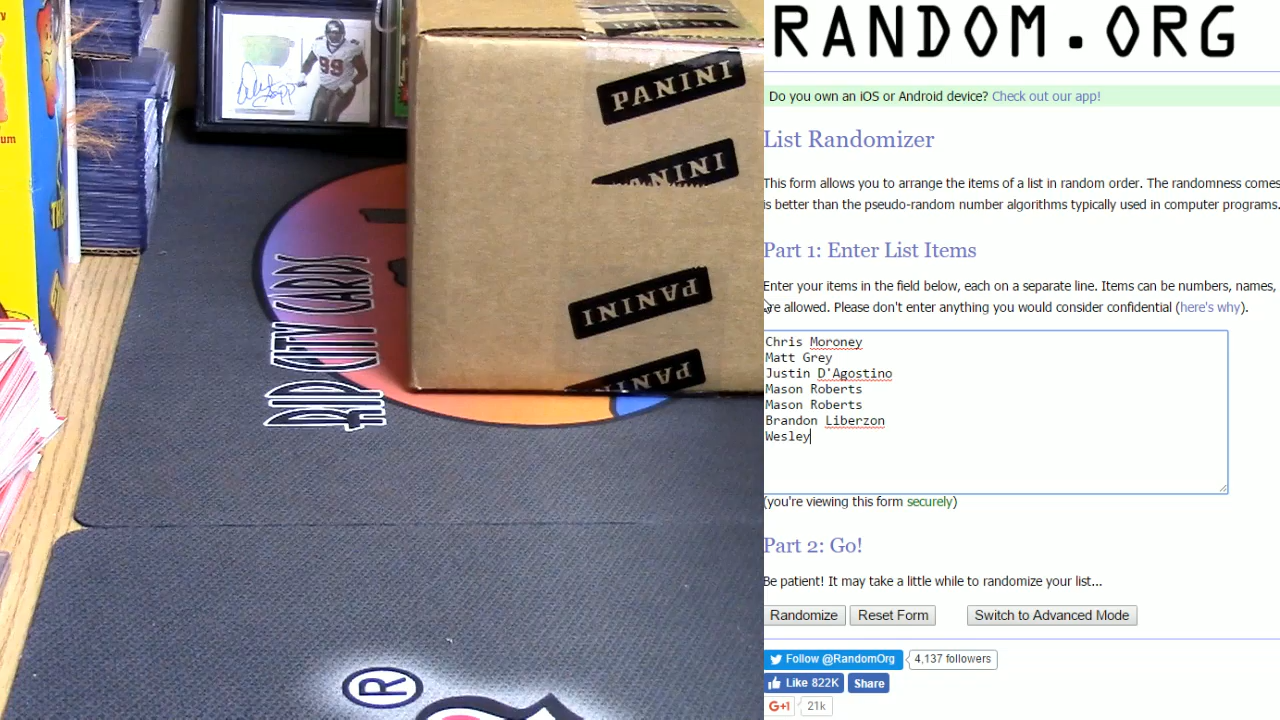 99
PANINI
PANINI
PANINI
PANINI
RIP CITY CARDS
®
RANDOM.ORG
Do you own an iOS or Android device? Check out our app!
List Randomizer
This form allows you to arrange the items of a list in random order. The randomness comes
is better than the pseudo-random number algorithms typically used in computer programs.
Part 1: Enter List Items
Enter your items in the field below, each on a separate line. Items can be numbers, names,
are allowed. Please don't enter anything you would consider confidential (here's why).
Chris Moroney
Matt Grey
Justin D'Agostino
Mason Roberts
Mason Roberts
Brandon Liberzon
Wesley
(you're viewing this form securely)
Part 2: Go!
Be patient! It may take a little while to randomize your list...
Randomize Reset Form Switch to Advanced Mode
Follow @RandomOrg 4,137 followers
Like 822K Share
G+1 21k